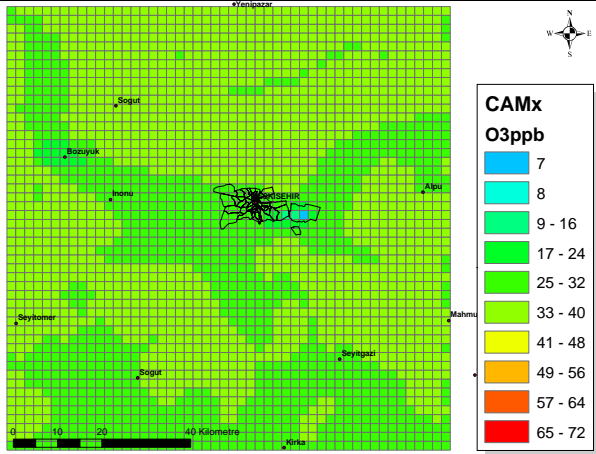 Yenipazar
N
W E
S
Sogut
Bozuyuk
Inonu
ESKISEHIR
Alpu
Seyitomer
Mahmu
Seyitgazi
Sogut
Kirka
0 10 20 40 Kilometre
CAMx
O3ppb
7
8
9 - 16
17 - 24
25 - 32
33 - 40
41 - 48
49 - 56
57 - 64
65 - 72